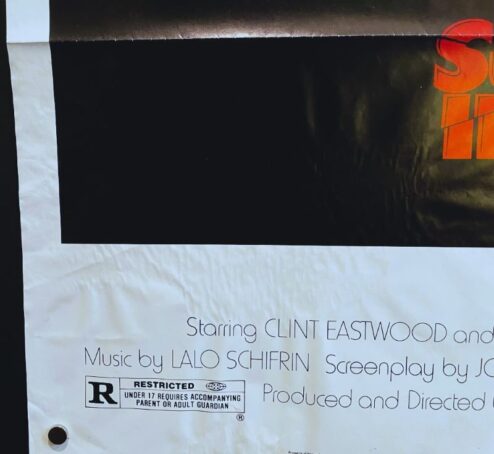 Starring CLINT EASTWOOD and
Music by LALO SCHIFRIN Screenplay by JO
R RESTRICTED
UNDER 17 REQUIRES ACCOMPANYING
PARENT OR ADULT GUARDIAN
®
Produced and Directed